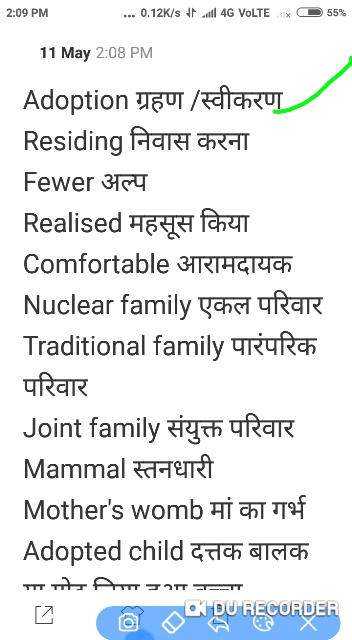 2:09 PM ... 0.12K/s 4G VoLTE 55%
11 May 2:08 PM
Adoption ग्रहण /स्वीकरण
Residing निवास करना
Fewer अल्प
Realised महसूस किया
Comfortable आरामदायक
Nuclear family एकल परिवार
Traditional family पारंपरिक
परिवार
Joint family संयुक्त परिवार
Mammal स्तनधारी
Mother's womb मां का गर्भ
Adopted child दत्तक बालक
DU RECORDER